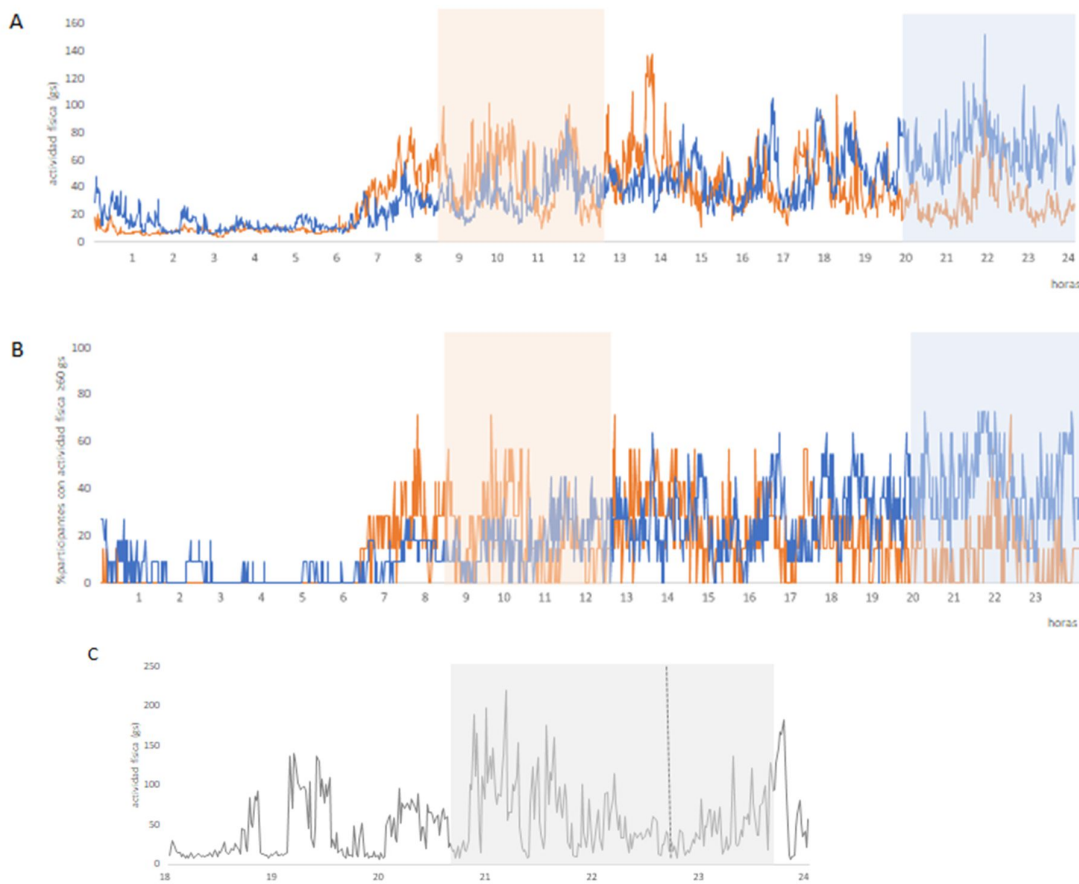 A
actividad física (gs)
160
140
120
100
80
60
40
20
0
1 2 3 4 5 6 7 8 9 10 11 12 13 14 15 16 17 18 19 20 21 22 23 24
horas
B
%participantes con actividad física ≥60 gs
100
80
60
40
20
0
1 2 3 4 5 6 7 8 9 10 11 12 13 14 15 16 17 18 19 20 21 22 23
horas
C
actividad física (gs)
250
200
150
100
50
0
18 19 20 21 22 23 24